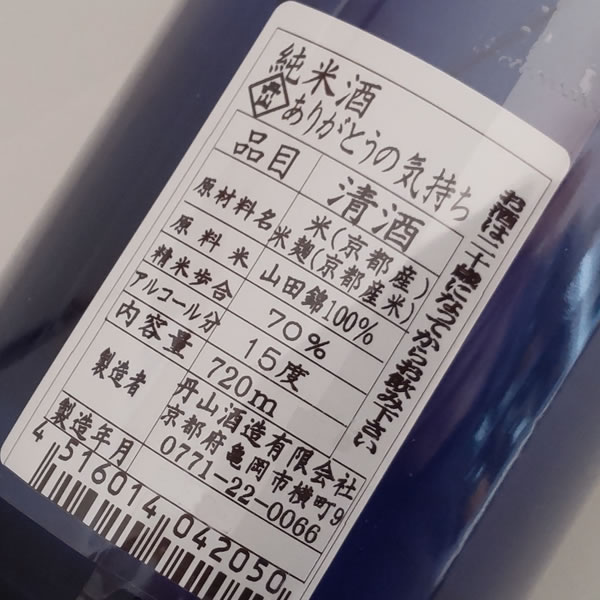 純米酒
丹山
ありがとうの気持ち
品目 清酒
原材料名 米(京都産)
米麹(京都産米)
原料米 山田錦100%
精米歩合 70%
アルコール分 15度
内容量 720m
製造者 丹山酒造有限会社
京都府亀岡市横町9
0771-22-0066
製造年月
お酒は二十歳になってからお飲み下さい
4516014042050